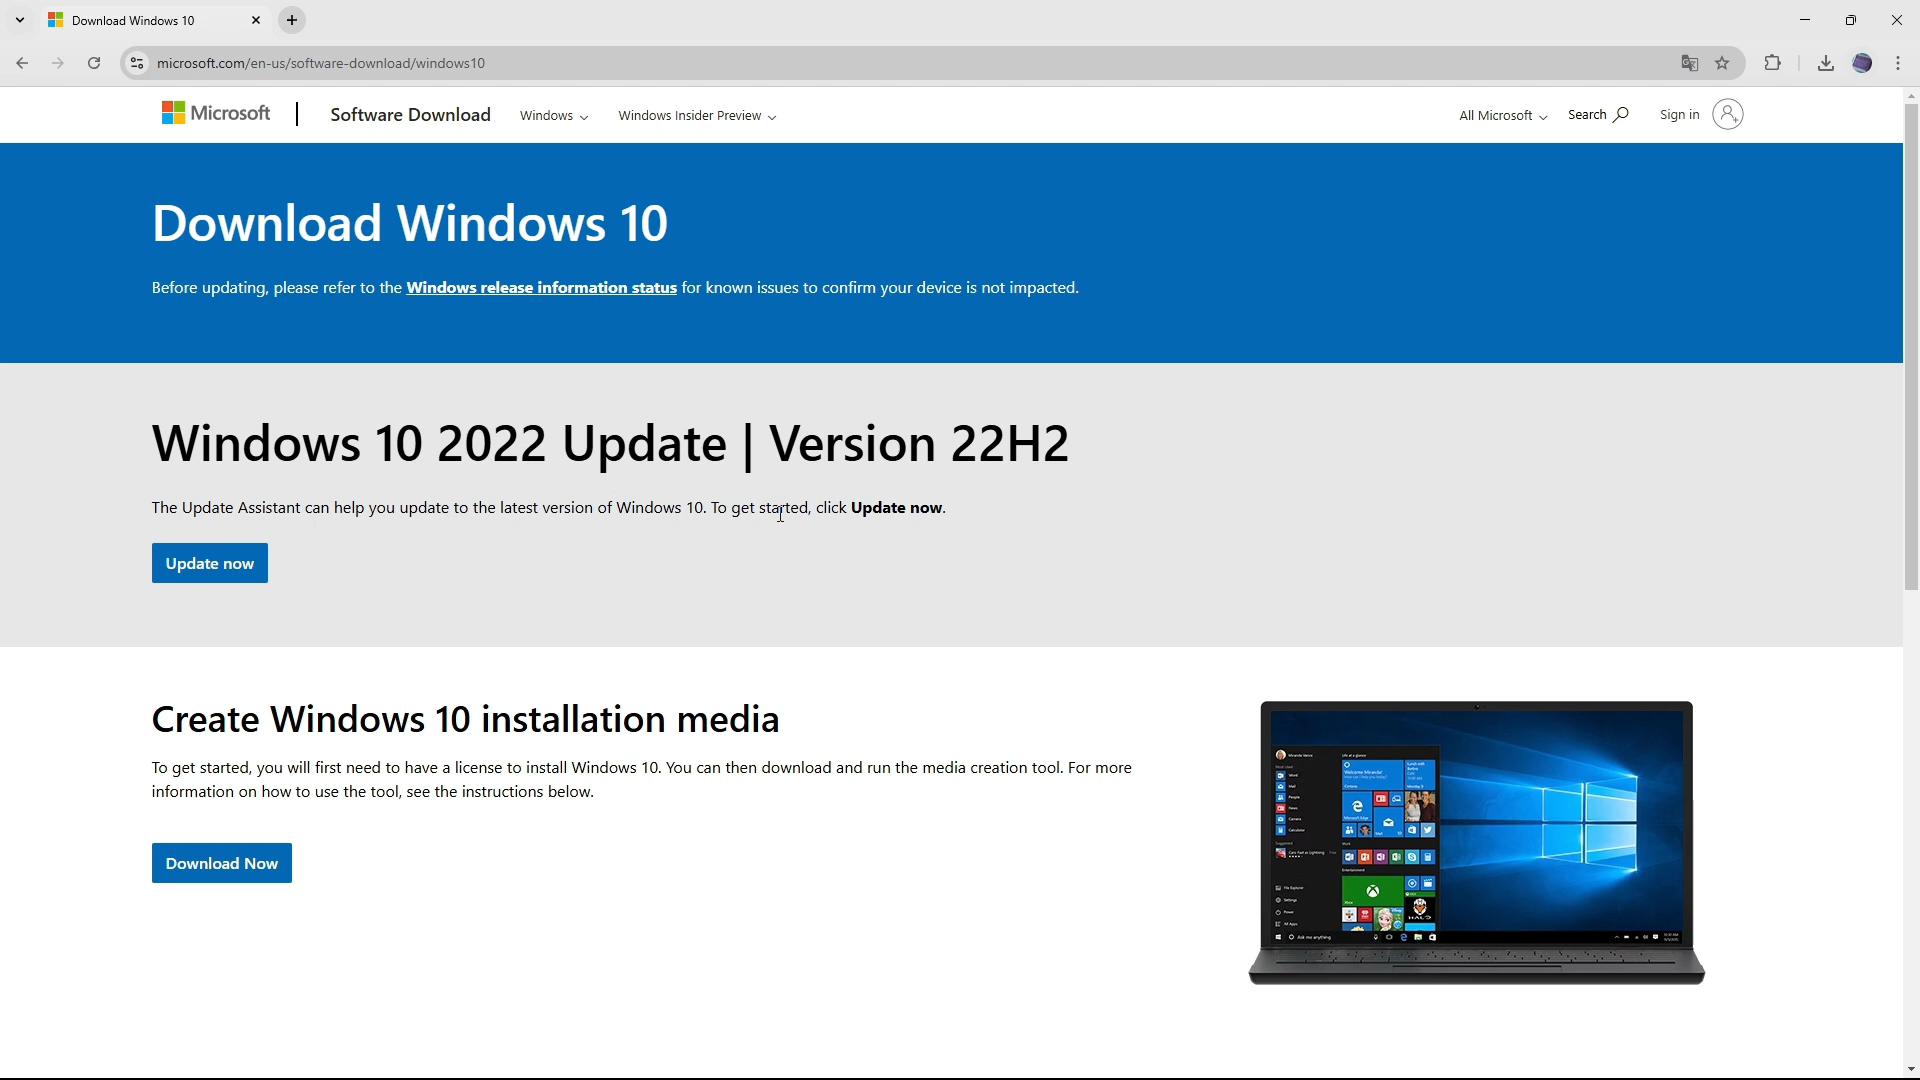 Download Windows 10
microsoft.com/en-us/software-download/windows10
Microsoft
Software Download
Windows
Windows Insider Preview
All Microsoft
Search
Sign in
Download Windows 10
Before updating, please refer to the Windows release information status for known issues to confirm your device is not impacted.
Windows 10 2022 Update | Version 22H2
The Update Assistant can help you update to the latest version of Windows 10. To get started, click Update now.
Update now
Create Windows 10 installation media
To get started, you will first need to have a license to install Windows 10. You can then download and run the media creation tool. For more
information on how to use the tool, see the instructions below.
Download Now